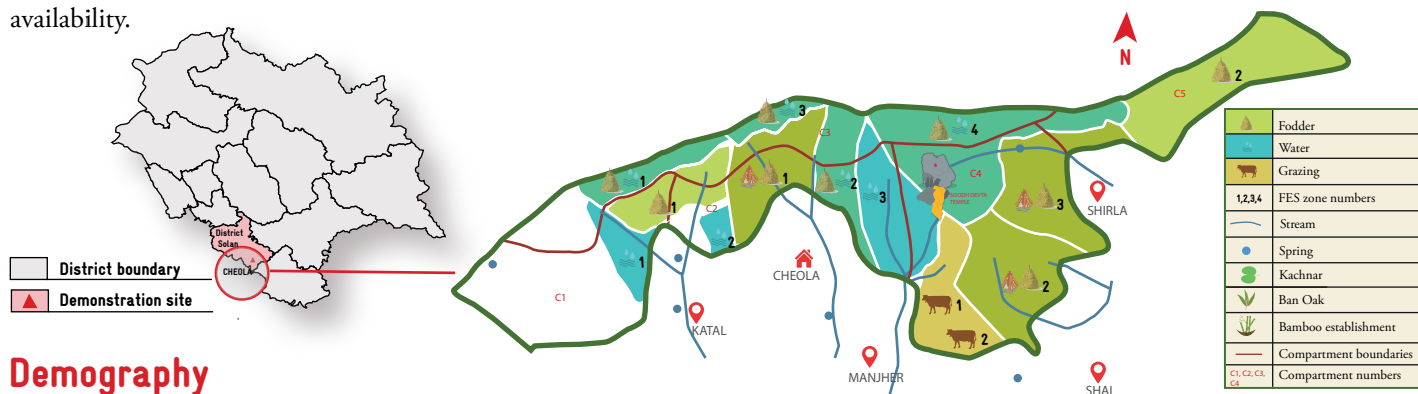 availability.
District
Solan
CHEOLA
District boundary
Demonstration site
Demography
N
C5
2
3
C3
4
C4
1
1
1
C2
2
3
3
1
2
2
1
2
C1
SHIRLA
CHEOLA
KATAL
MANJHER
SHAL
Fodder
Water
Grazing
1,2,3,4 FES zone numbers
Stream
Spring
Kachnar
Ban Oak
Bamboo establishment
Compartment boundaries
C1, C2, C3, Compartment numbers
C4